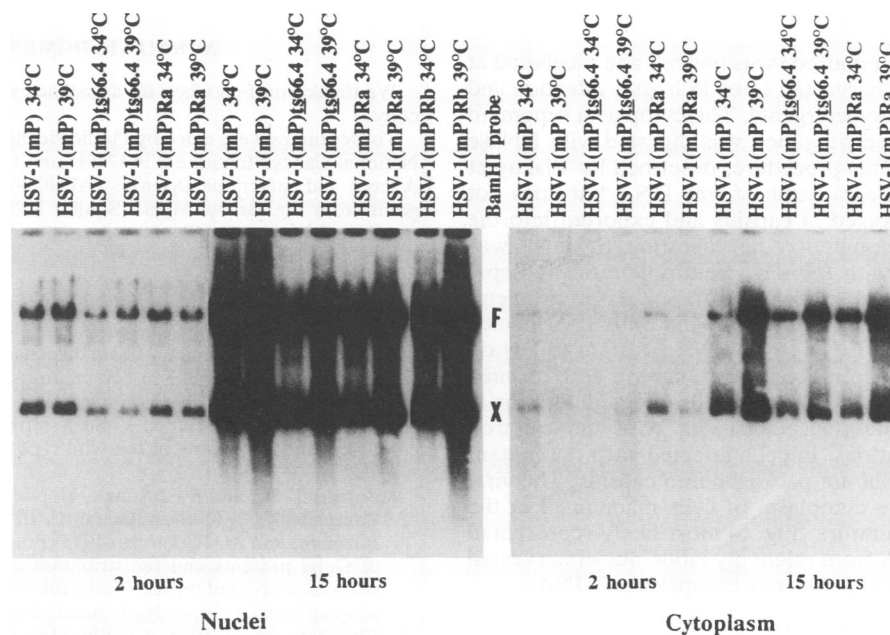 HSV-1(mP) 34°C
HSV-1(mP) 39°C
HSV-1(mP)ts66.4 34°C
HSV-1(mP)ts66.4 39°C
HSV-1(mP)Ra 34°C
HSV-1(mP)Ra 39°C
HSV-1(mP) 34°C
HSV-1(mP) 39°C
HSV-1(mP)ts66.4 34°C
HSV-1(mP)ts66.4 39°C
HSV-1(mP)Ra 34°C
HSV-1(mP)Ra 39°C
HSV-1(mP)Rh 34°C
HSV-1(mP)Rh 39°C
BamHI probe
HSV-1(mP) 34°C
HSV-1(mP) 39°C
HSV-1(mP)ts66.4 34°C
HSV-1(mP)ts66.4 39°C
HSV-1(mP)Ra 34°C
HSV-1(mP)Ra 39°C
HSV-1(mP) 34°C
HSV-1(mP) 39°C
HSV-1(mP)ts66.4 34°C
HSV-1(mP)ts66.4 39°C
HSV-1(mP)Ra 34°C
HSV-1(mP)Ra 39°C
F
X
2 hours 15 hours
Nuclei
2 hours 15 hours
Cytoplasm